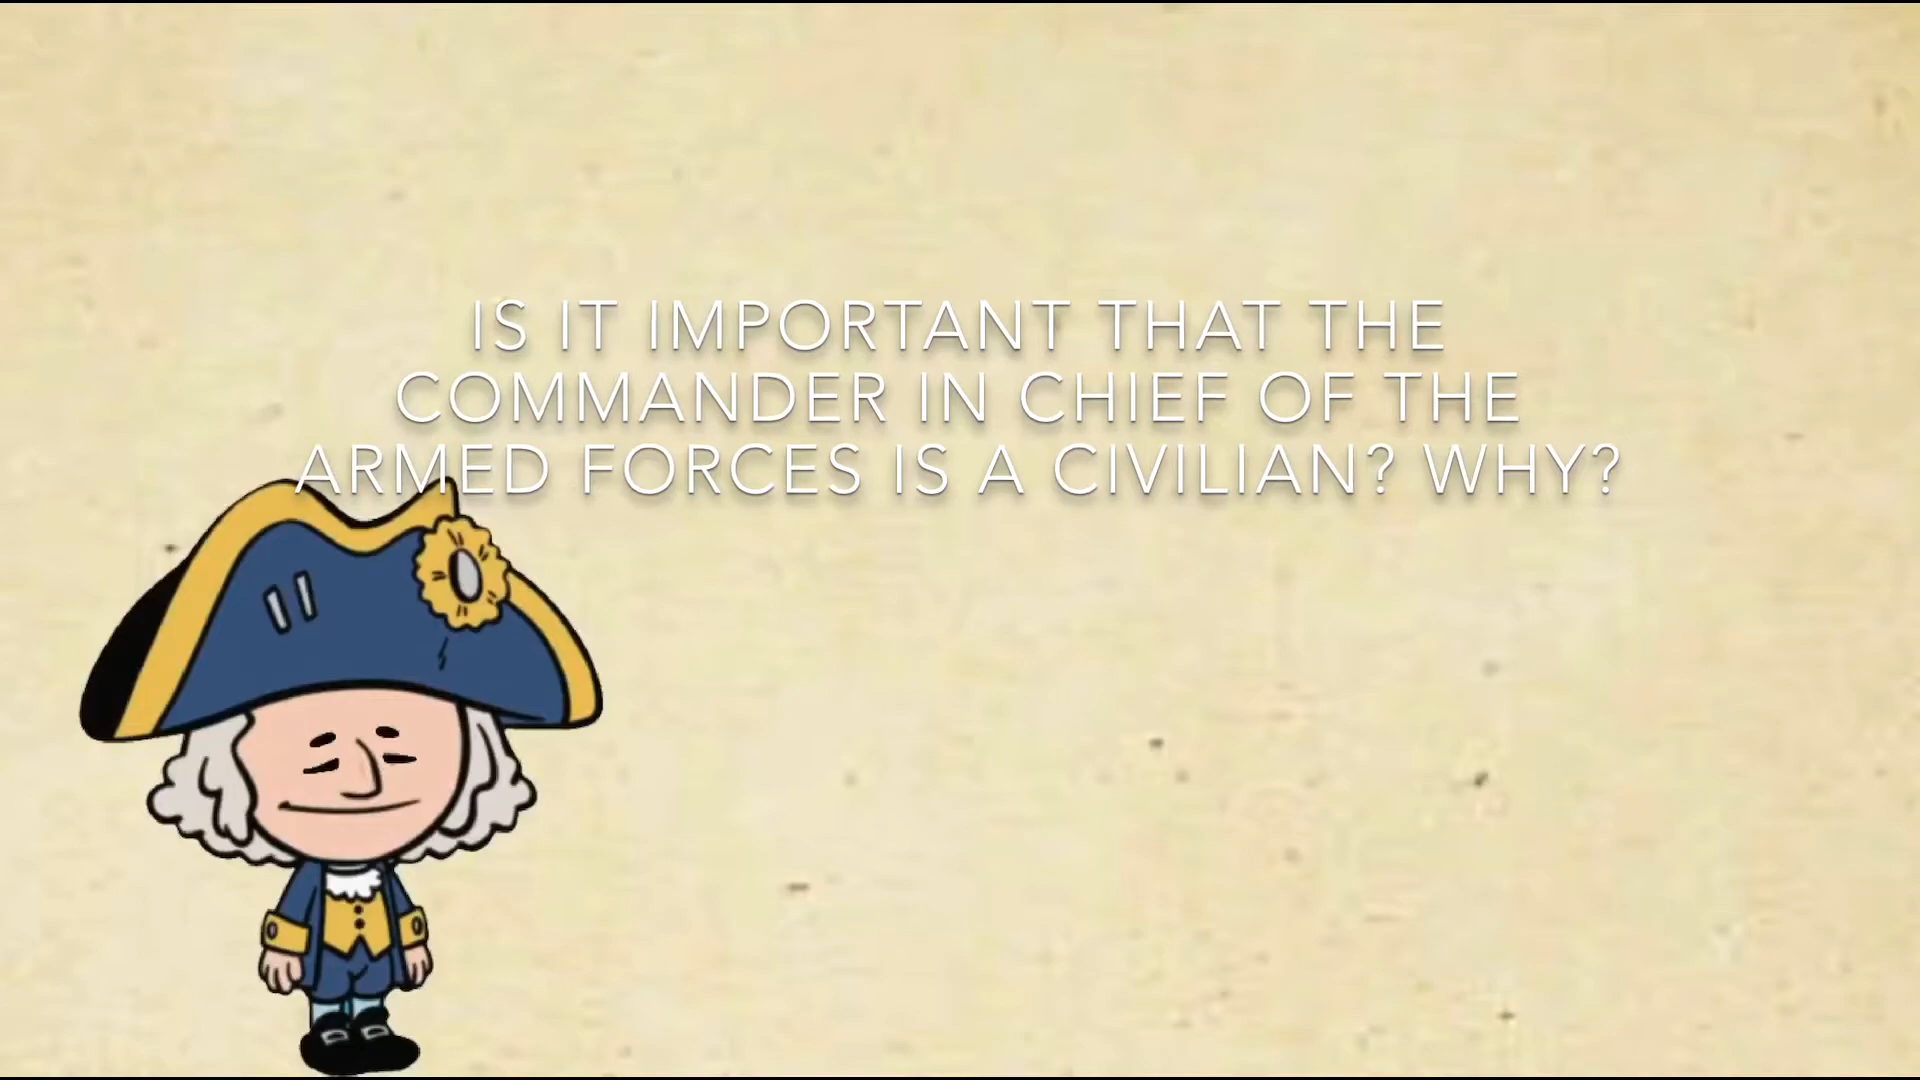 IS IT IMPORTANT THAT THE
COMMANDER IN CHIEF OF THE
ARMED FORCES IS A CIVILIAN? WHY?